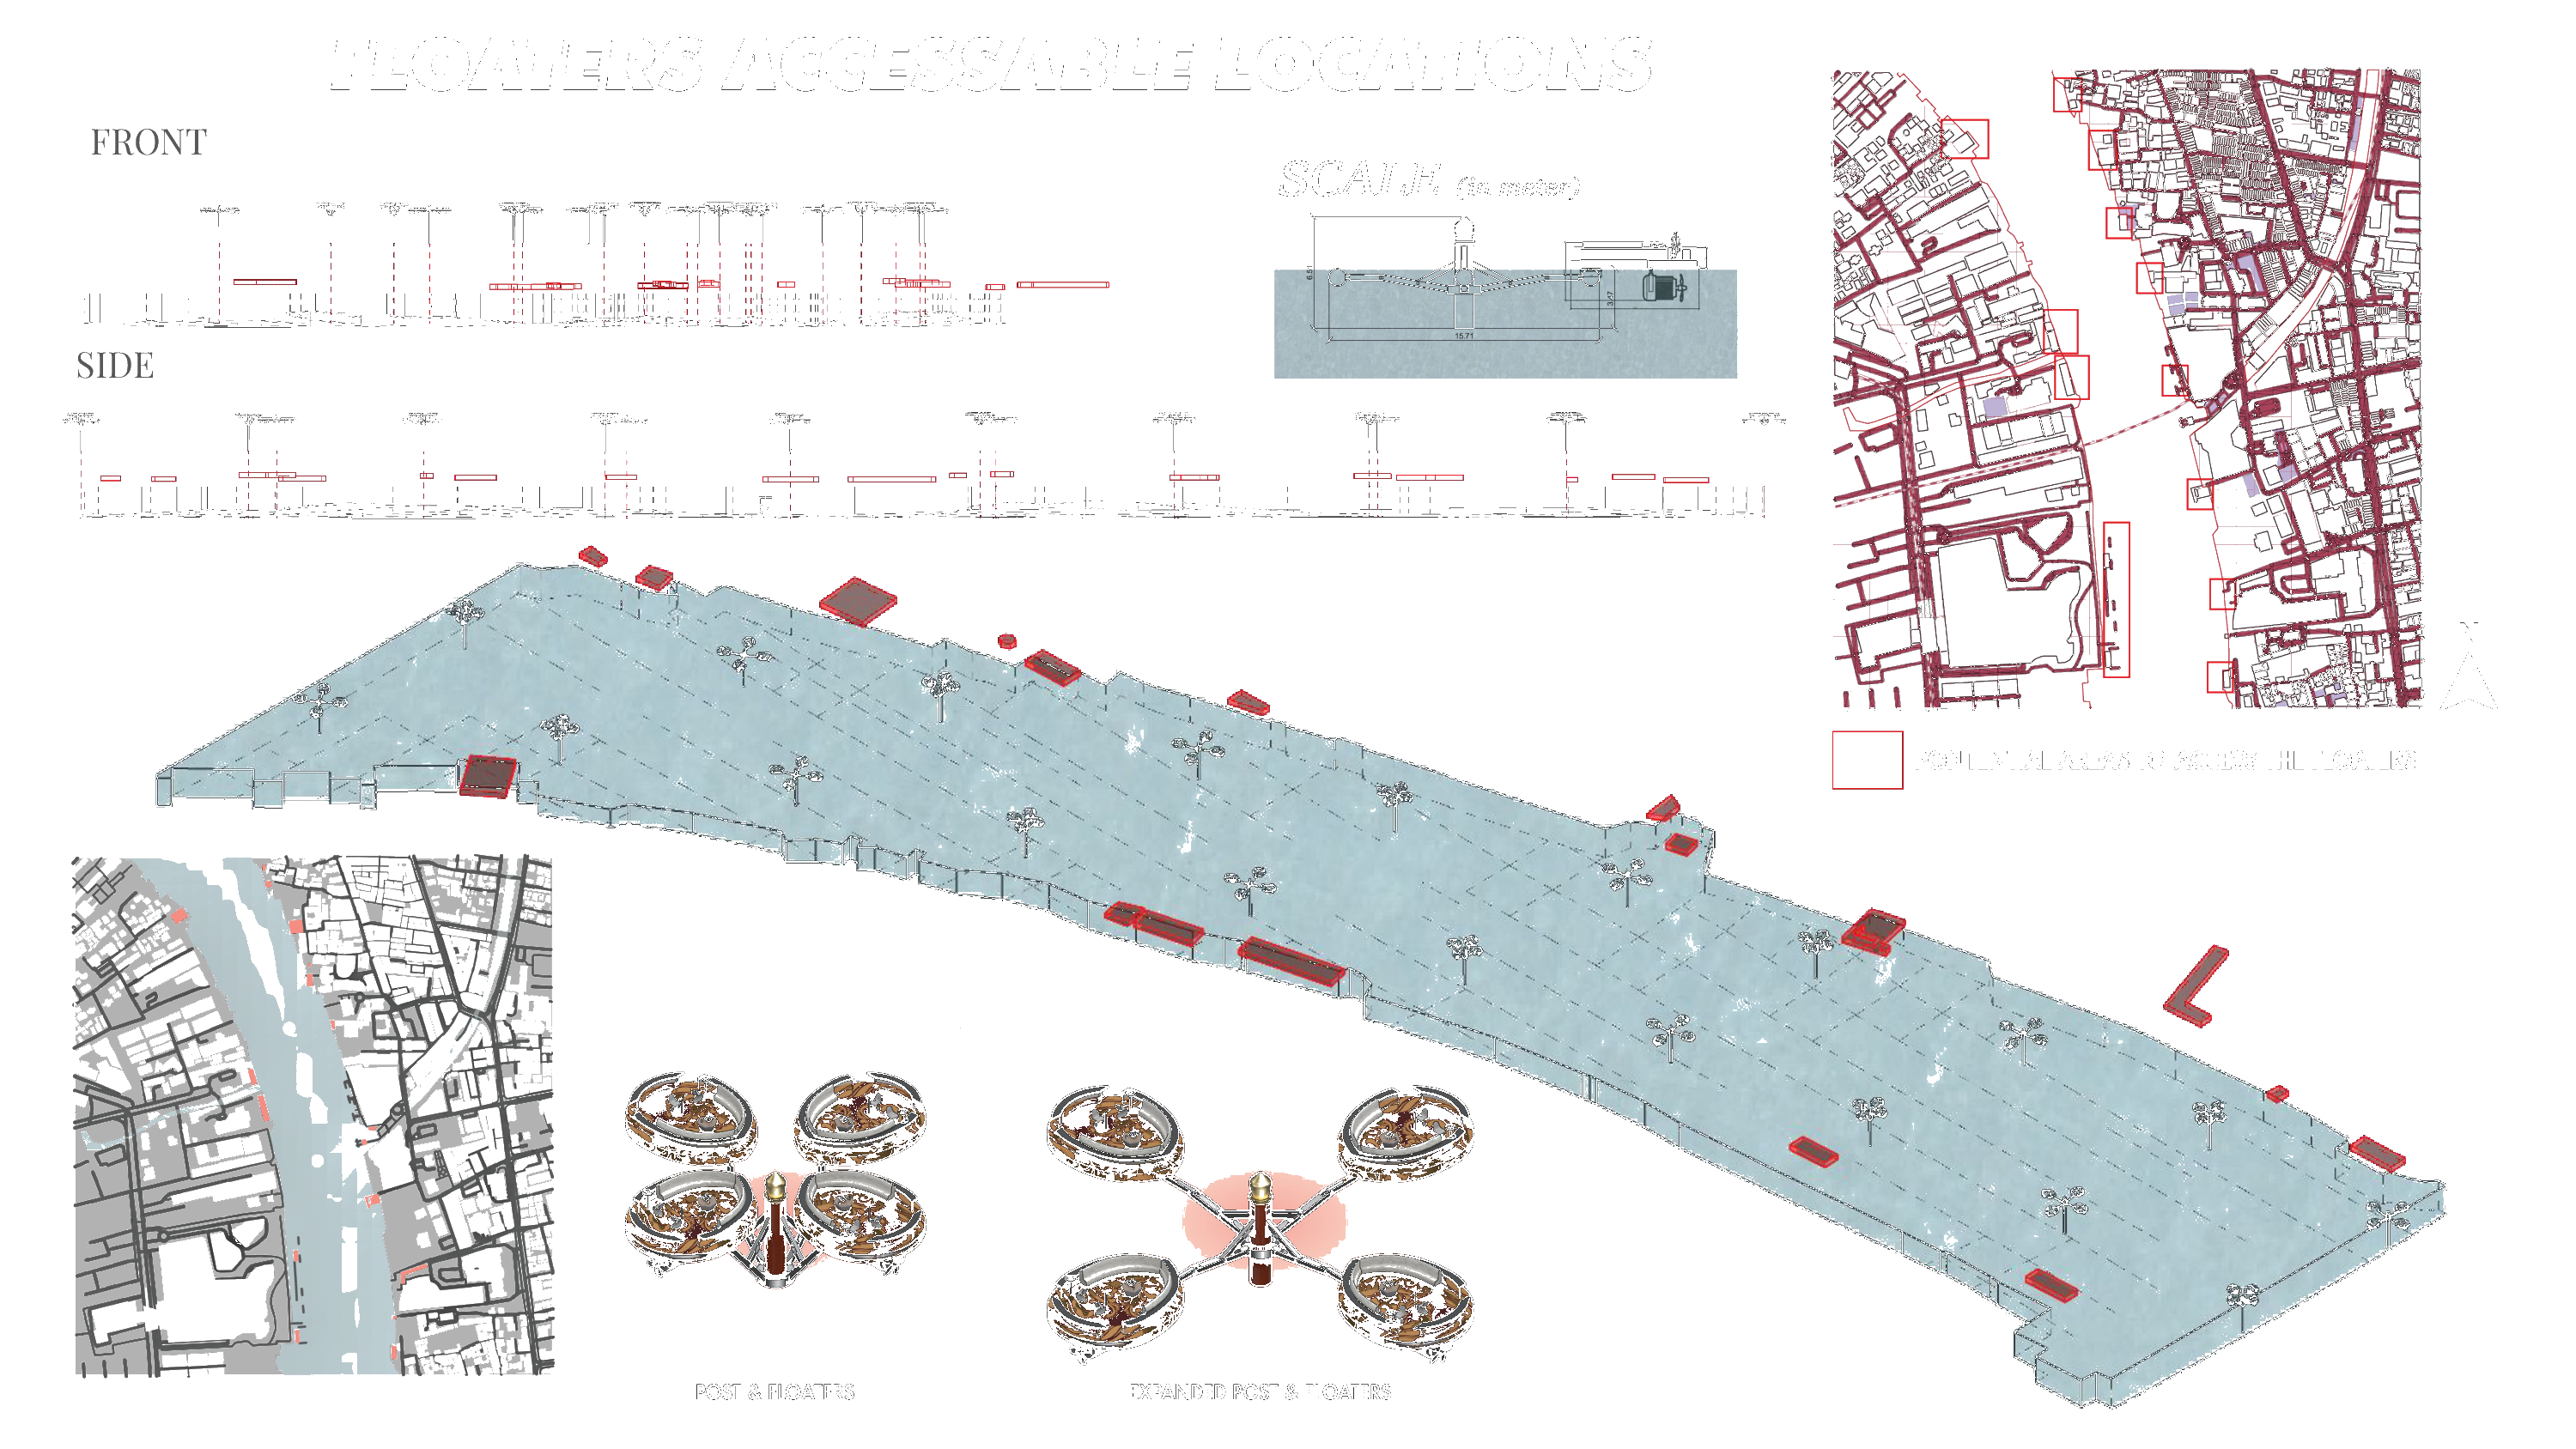 FLOATERS ACCESSABLE LOCATIONS
FRONT
SCALE (in meter)
6.51
3.47
15.71
SIDE
N
POTENTIAL AREAS TO ACCESS THE FLOATERS
POST & FLOATERS
EXPANDED POST & FLOATERS